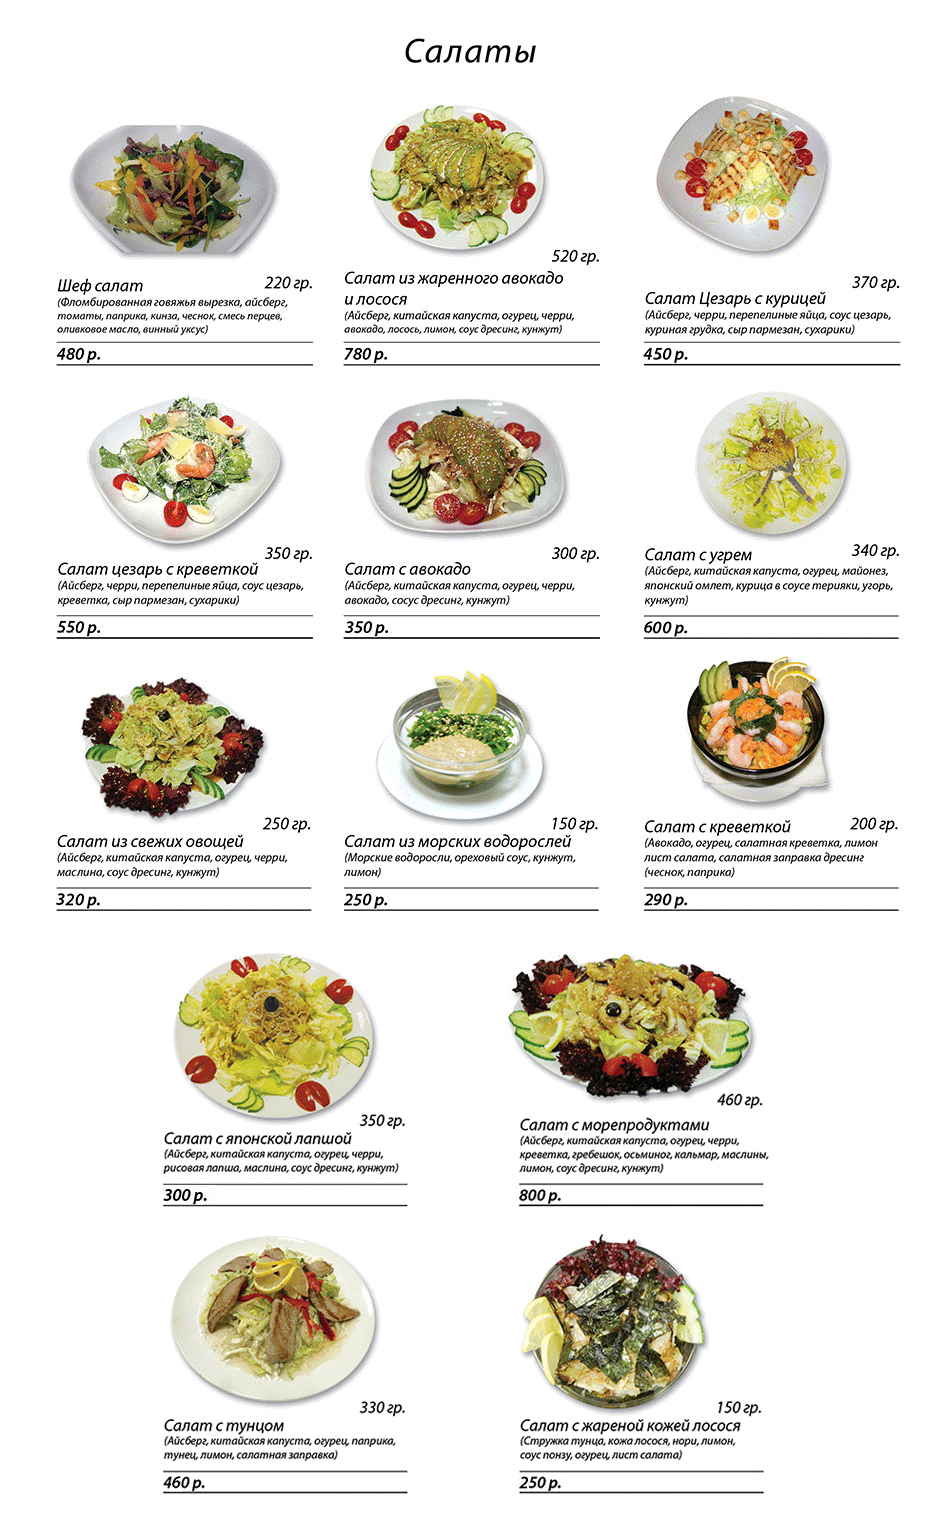 Салаты
Шеф салат 220 гр.
(Фломбированная говяжья вырезка, айсберг,
томаты, паприка, кинза, чеснок, смесь перцев,
оливковое масло, винный уксус)
480 р.
520 гр.
Салат из жаренного авокадо
и лосося
(Айсберг, китайская капуста, огурец, черри,
авокадо, лосось, лимон, соус дресинг, кунжут)
780 р.
370 гр.
Салат Цезарь с курицей
(Айсберг, черри, перепелиные яйца, соус цезарь,
куриная грудка, сыр пармезан, сухарики)
450 р.
350 гр.
Салат цезарь с креветкой
(Айсберг, черри, перепелиные яйца, соус цезарь,
креветка, сыр пармезан, сухарики)
550 р.
300 гр.
Салат с авокадо
(Айсберг, китайская капуста, огурец, черри,
авокадо, сосус дресинг, кунжут)
350 р.
Салат с угрем 340 гр.
(Айсберг, китайская капуста, огурец, майонез,
японский омлет, курица в соусе терияки, угорь,
кунжут)
600 р.
250 гр.
Салат из свежих овощей
(Айсберг, китайская капуста, огурец, черри,
маслина, соус дресинг, кунжут)
320 р.
150 гр.
Салат из морских водорослей
(Морские водоросли, ореховый соус, кунжут,
лимон)
250 р.
Салат с креветкой 200 гр.
(Авокадо, огурец, салатная креветка, лимон
лист салата, салатная заправка дресинг
(чеснок, паприка)
290 р.
350 гр.
Салат с японской лапшой
(Айсберг, китайская капуста, огурец, черри,
рисовая лапша, маслина, соус дресинг, кунжут)
300 р.
460 гр.
Салат с морепродуктами
(Айсберг, китайская капуста, огурец, черри,
креветка, гребешок, осьминог, кальмар, маслины,
лимон, соус дресинг, кунжут)
800 р.
330 гр.
Салат с тунцом
(Айсберг, китайская капуста, огурец, паприка,
тунец, лимон, салатная заправка)
460 р.
150 гр.
Салат с жареной кожей лосося
(Стружка тунца, кожа лосося, нори, лимон,
соус понзу, огурец, лист салата)
250 р.